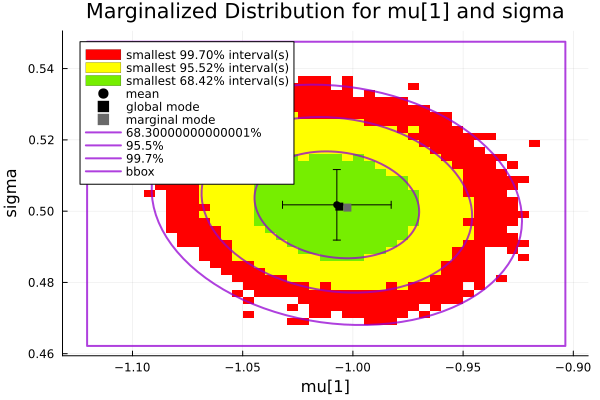 Marginalized Distribution for mu[1] and sigma
smallest 99.70% interval(s)
smallest 95.52% interval(s)
smallest 68.42% interval(s)
mean
global mode
marginal mode
68.30000000000001%
95.5%
99.7%
bbox
sigma
0.54
0.52
0.50
0.48
0.46
−1.10
−1.05
−1.00
−0.95
−0.90
mu[1]